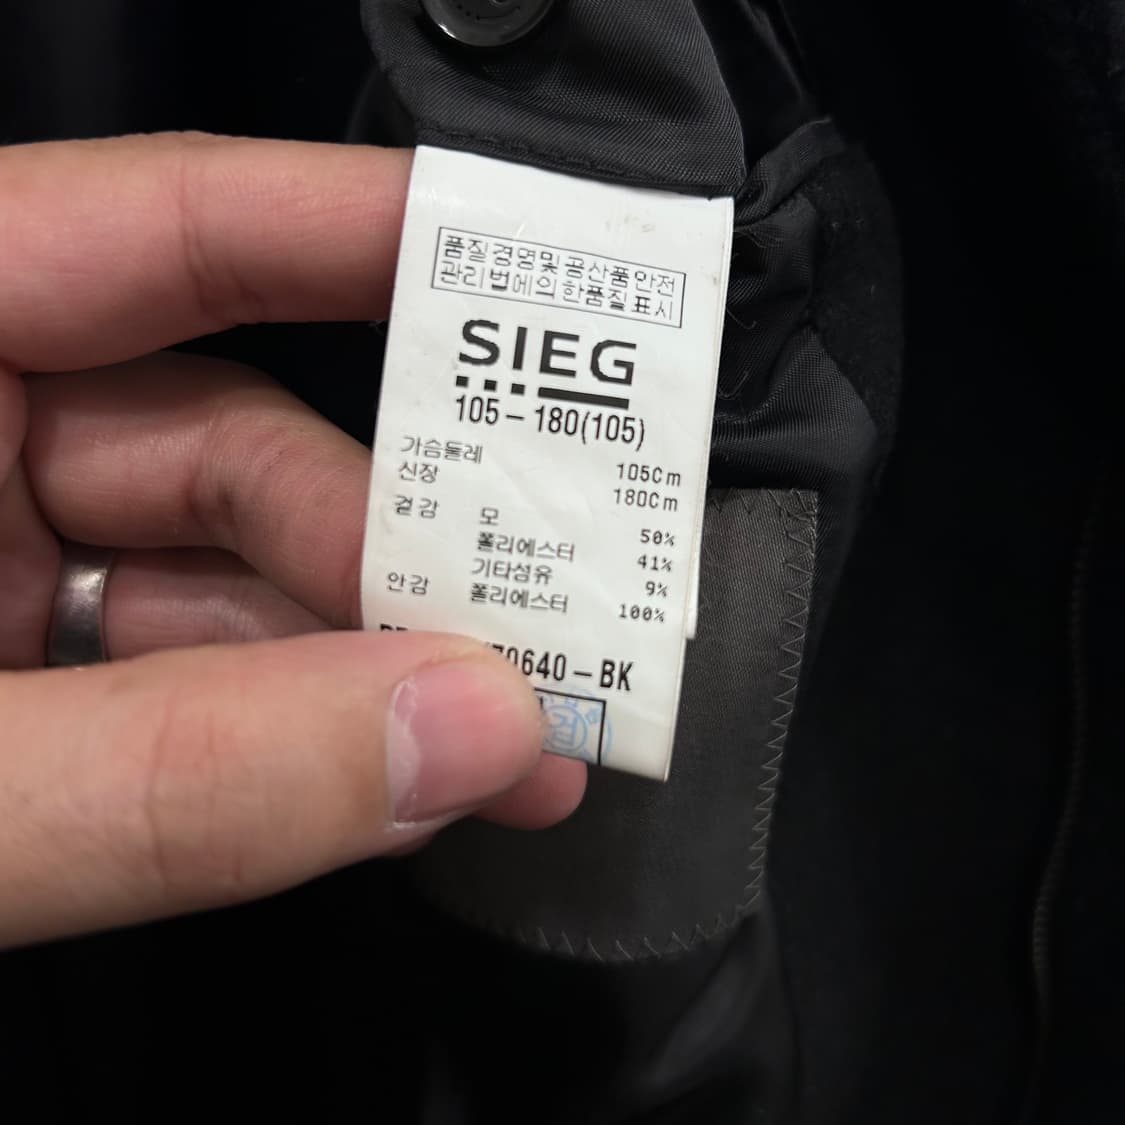 품질경영및공산품안전
관리법에의한품질표시
SIEG
105-180(105)
가슴둘레 105Cm
신장 180Cm
겉감 모 50%
폴리에스터 41%
기타섬유 9%
안감 폴리에스터 100%
70640-BK